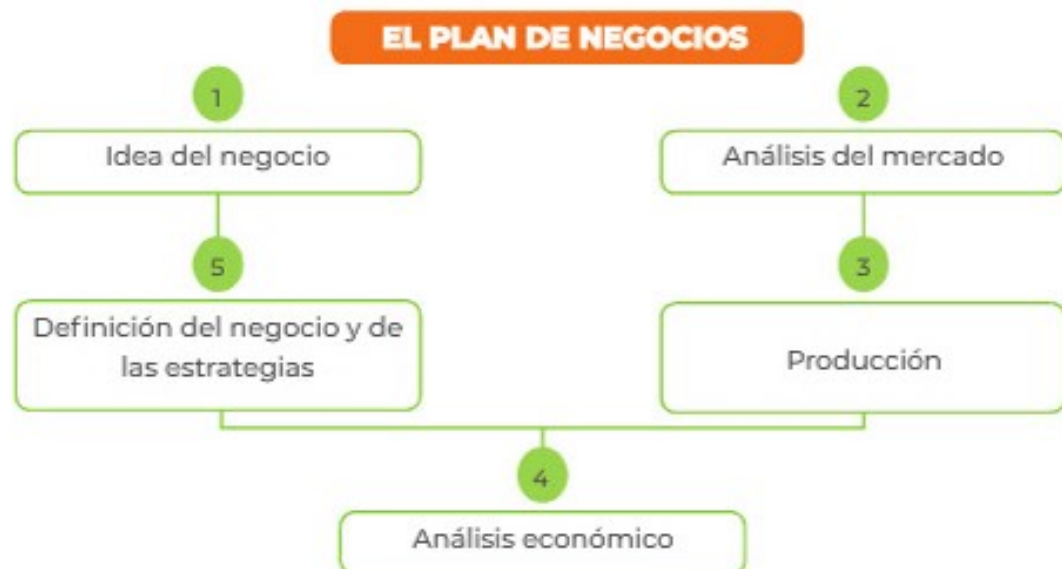 EL PLAN DE NEGOCIOS
1
Idea del negocio
2
Análisis del mercado
5
Definición del negocio y de
las estrategias
3
Producción
4
Análisis económico